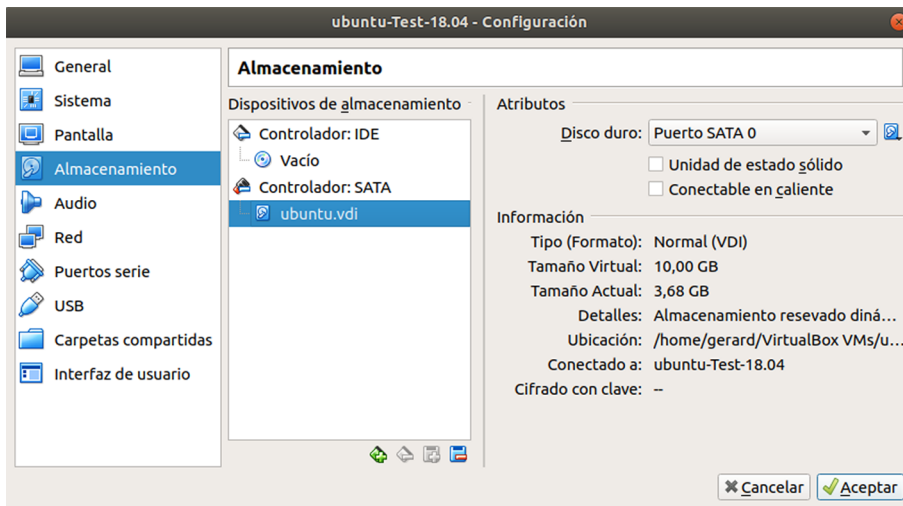 ubuntu-Test-18.04 - Configuración
General
Sistema
Pantalla
Almacenamiento
Audio
Red
Puertos serie
USB
Carpetas compartidas
Interfaz de usuario
Almacenamiento
Dispositivos de almacenamiento
Controlador: IDE
Vacío
Controlador: SATA
ubuntu.vdi
Atributos
Disco duro: Puerto SATA 0
Unidad de estado sólido
Conectable en caliente
Información
Tipo (Formato): Normal (VDI)
Tamaño Virtual: 10,00 GB
Tamaño Actual: 3,68 GB
Detalles: Almacenamiento resevado diná...
Ubicación: /home/gerard/VirtualBox VMs/u...
Conectado a: ubuntu-Test-18.04
Cifrado con clave: --
Cancelar
Aceptar